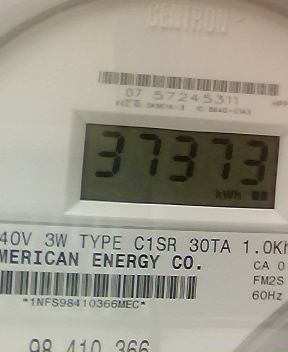 CENTRON
07 57245311
37373
kWh
40V 3W TYPE C1SR 30TA 1.0Kh
MERICAN ENERGY CO.
CA 0
FM2S
60Hz
*1NFS98410366MEC*
98 410 366